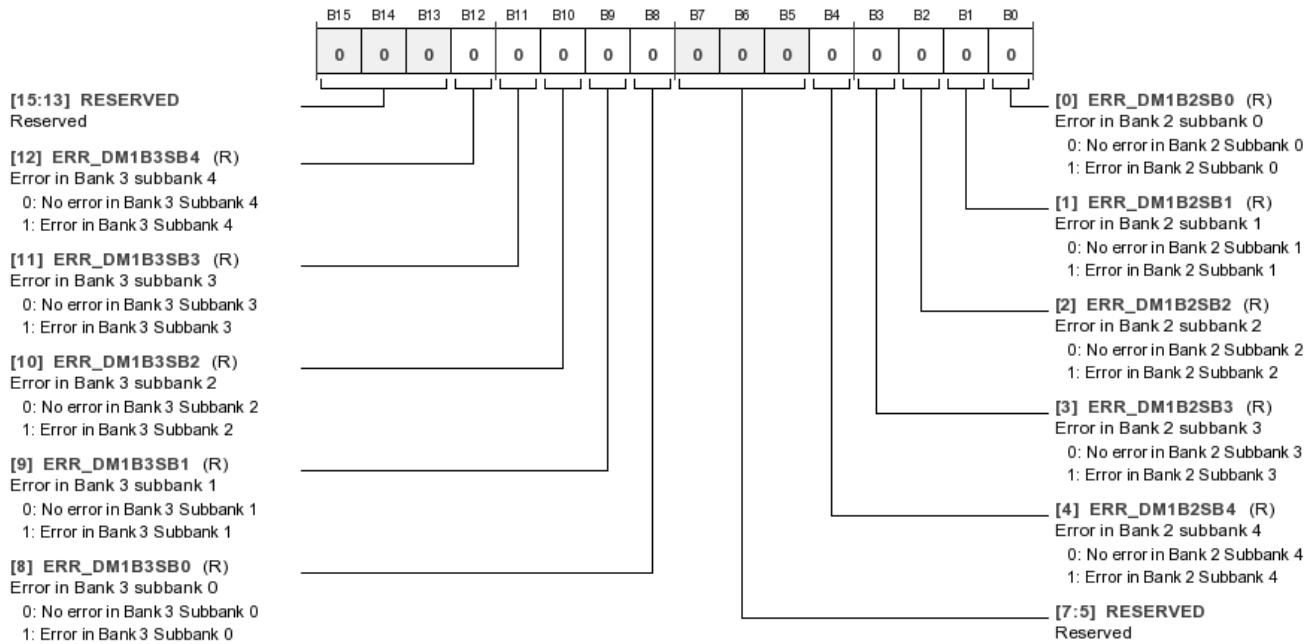 B15 B14 B13 B12 B11 B10 B9 B8 B7 B6 B5 B4 B3 B2 B1 B0
0 0 0 0 0 0 0 0 0 0 0 0 0 0 0 0
[15:13] RESERVED
Reserved
[12] ERR_DM1B3SB4 (R)
Error in Bank 3 subbank 4
0: No error in Bank 3 Subbank 4
1: Error in Bank 3 Subbank 4
[11] ERR_DM1B3SB3 (R)
Error in Bank 3 subbank 3
0: No error in Bank 3 Subbank 3
1: Error in Bank 3 Subbank 3
[10] ERR_DM1B3SB2 (R)
Error in Bank 3 subbank 2
0: No error in Bank 3 Subbank 2
1: Error in Bank 3 Subbank 2
[9] ERR_DM1B3SB1 (R)
Error in Bank 3 subbank 1
0: No error in Bank 3 Subbank 1
1: Error in Bank 3 Subbank 1
[8] ERR_DM1B3SB0 (R)
Error in Bank 3 subbank 0
0: No error in Bank 3 Subbank 0
1: Error in Bank 3 Subbank 0
[0] ERR_DM1B2SB0 (R)
Error in Bank 2 subbank 0
0: No error in Bank 2 Subbank 0
1: Error in Bank 2 Subbank 0
[1] ERR_DM1B2SB1 (R)
Error in Bank 2 subbank 1
0: No error in Bank 2 Subbank 1
1: Error in Bank 2 Subbank 1
[2] ERR_DM1B2SB2 (R)
Error in Bank 2 subbank 2
0: No error in Bank 2 Subbank 2
1: Error in Bank 2 Subbank 2
[3] ERR_DM1B2SB3 (R)
Error in Bank 2 subbank 3
0: No error in Bank 2 Subbank 3
1: Error in Bank 2 Subbank 3
[4] ERR_DM1B2SB4 (R)
Error in Bank 2 subbank 4
0: No error in Bank 2 Subbank 4
1: Error in Bank 2 Subbank 4
[7:5] RESERVED
Reserved